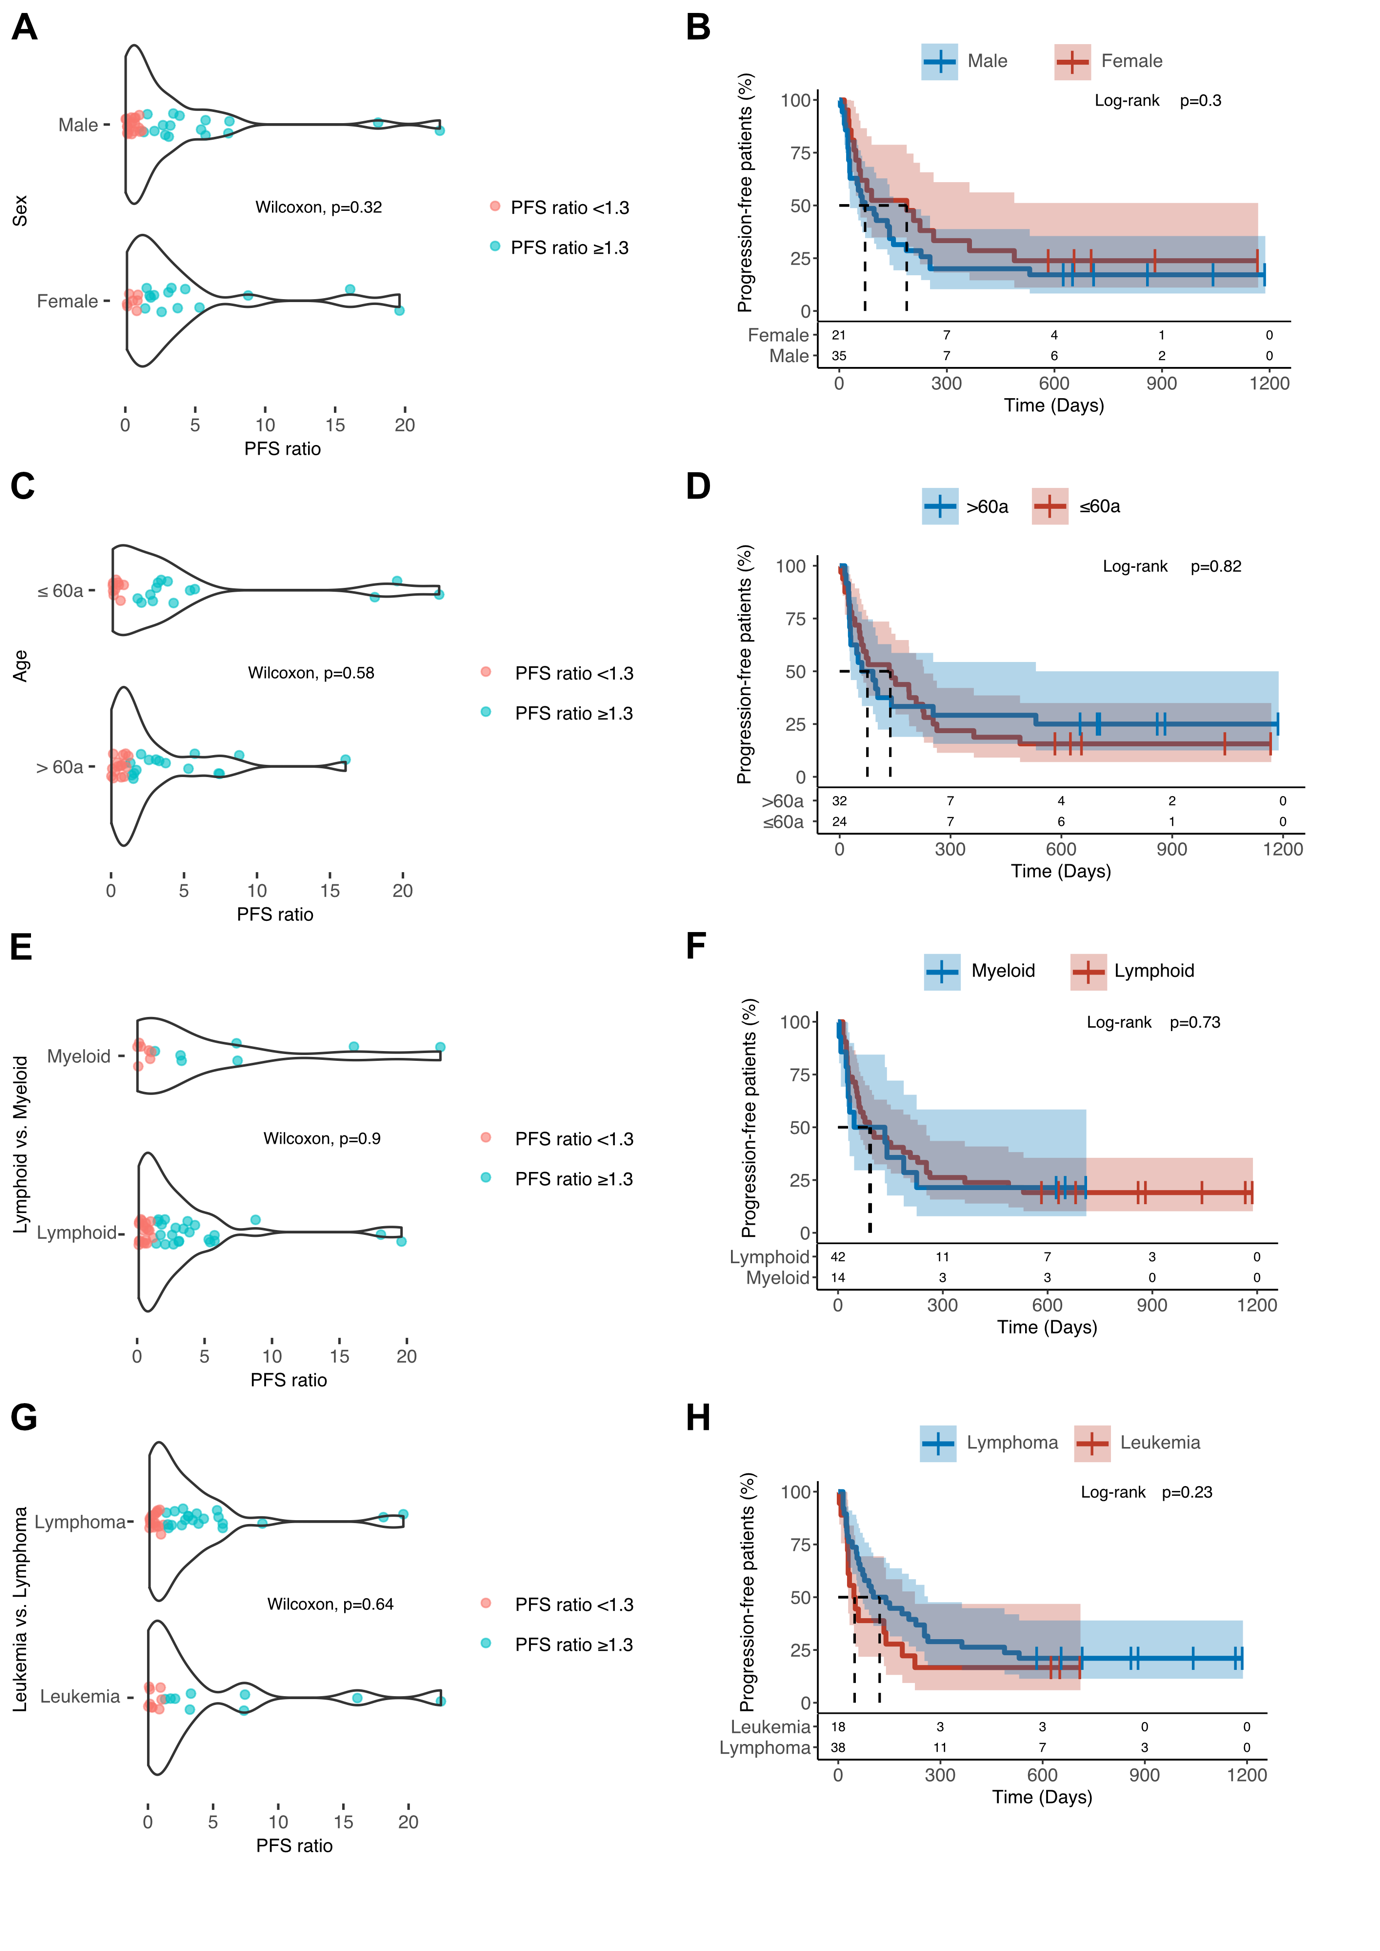 A
Male
Female
Sex
Wilcoxon, p=0.32
PFS ratio <1.3
PFS ratio ≥1.3
0 5 10 15 20
PFS ratio
B
Male Female
Log-rank p=0.3
Progression-free patients (%)
100
75
50
25
0
Female 21 7 4 1 0
Male 35 7 6 2 0
0 300 600 900 1200
Time (Days)
C
≤ 60a
> 60a
Age
Wilcoxon, p=0.58
PFS ratio <1.3
PFS ratio ≥1.3
0 5 10 15 20
PFS ratio
D
>60a ≤60a
Log-rank p=0.82
Progression-free patients (%)
100
75
50
25
0
>60a 32 7 4 2 0
≤60a 24 7 6 1 0
0 300 600 900 1200
Time (Days)
E
Myeloid
Lymphoid
Lymphoid vs. Myeloid
Wilcoxon, p=0.9
PFS ratio <1.3
PFS ratio ≥1.3
0 5 10 15 20
PFS ratio
F
Myeloid Lymphoid
Log-rank p=0.73
Progression-free patients (%)
100
75
50
25
0
Lymphoid 42 11 7 3 0
Myeloid 14 3 3 0 0
0 300 600 900 1200
Time (Days)
G
Lymphoma
Leukemia
Leukemia vs. Lymphoma
Wilcoxon, p=0.64
PFS ratio <1.3
PFS ratio ≥1.3
0 5 10 15 20
PFS ratio
H
Lymphoma Leukemia
Log-rank p=0.23
Progression-free patients (%)
100
75
50
25
0
Leukemia 18 3 3 0 0
Lymphoma 38 11 7 3 0
0 300 600 900 1200
Time (Days)